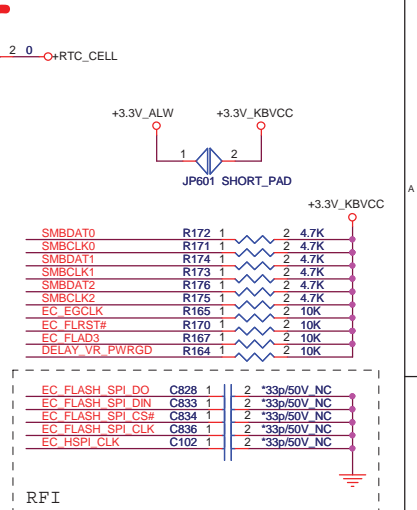 2 0 +RTC_CELL
+3.3V_ALW +3.3V_KBVCC
1 2
JP601 SHORT_PAD
A
+3.3V_KBVCC
SMBDAT0 R172 1 2 4.7K
SMBCLK0 R171 1 2 4.7K
SMBDAT1 R174 1 2 4.7K
SMBCLK1 R173 1 2 4.7K
SMBDAT2 R176 1 2 4.7K
SMBCLK2 R175 1 2 4.7K
EC_EGCLK R165 1 2 10K
EC_FLRST# R170 1 2 10K
EC_FLAD3 R167 1 2 10K
DELAY_VR_PWRGD R164 1 2 10K
EC_FLASH_SPI_DO C828 1 2 *33p/50V_NC
EC_FLASH_SPI_DIN C833 1 2 *33p/50V_NC
EC_FLASH_SPI_CS# C834 1 2 *33p/50V_NC
EC_FLASH_SPI_CLK C836 1 2 *33p/50V_NC
EC_HSPI_CLK C102 1 2 *33p/50V_NC
RFI